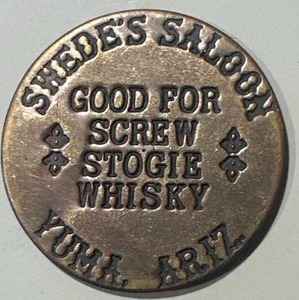 SWEDE'S SALOON
GOOD FOR
SCREW
STOGIE
WHISKY
YUMA, ARIZ.